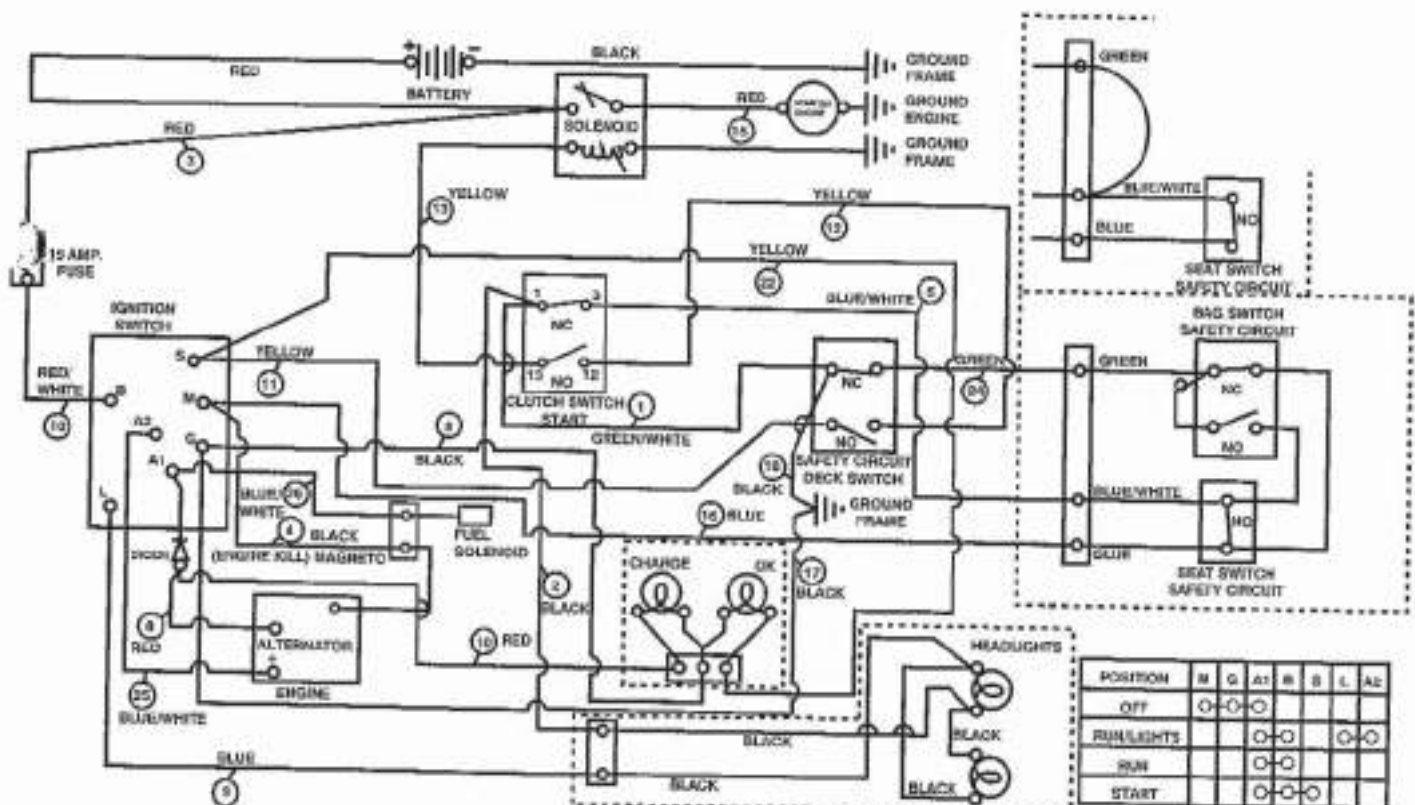 BLACK
RED
BATTERY
GROUND
FRAME
RED
15
GROUND
ENGINE
SOLENOID
GROUND
FRAME
RED
3
GREEN
BLUE/WHITE
NO
BLUE
SEAT SWITCH
SAFETY CIRCUIT
YELLOW
13
YELLOW
12
YELLOW
22
15 AMP.
FUSE
IGNITION
SWITCH
1 3
NC
13 12
NO
CLUTCH SWITCH
START
BLUE/WHITE
5
BAG SWITCH
SAFETY CIRCUIT
RED/
WHITE
S
YELLOW
11
NC
GREEN
24
GREEN
NC
NO
B
M
A2
G
A1
L
BLACK
1
GREEN/WHITE
NO
SAFETY CIRCUIT
DECK SWITCH
18
BLACK
GROUND
FRAME
BLUE/WHITE
NO
BLUE
SEAT SWITCH
SAFETY CIRCUIT
BLUE/
WHITE
26
4
BLACK
(ENGINE KILL) MAGNETO
FUEL
SOLENOID
16 BLUE
DIODE
2
BLACK
CHARGE
OK
17
BLACK
RED
ALTERNATOR
+
ENGINE
10 RED
25
BLUE/WHITE
HEADLIGHTS
BLACK
BLACK
BLACK
BLACK
BLUE
9
POSITION M G A1 B S L A2
OFF
RUN/LIGHTS
RUN
START